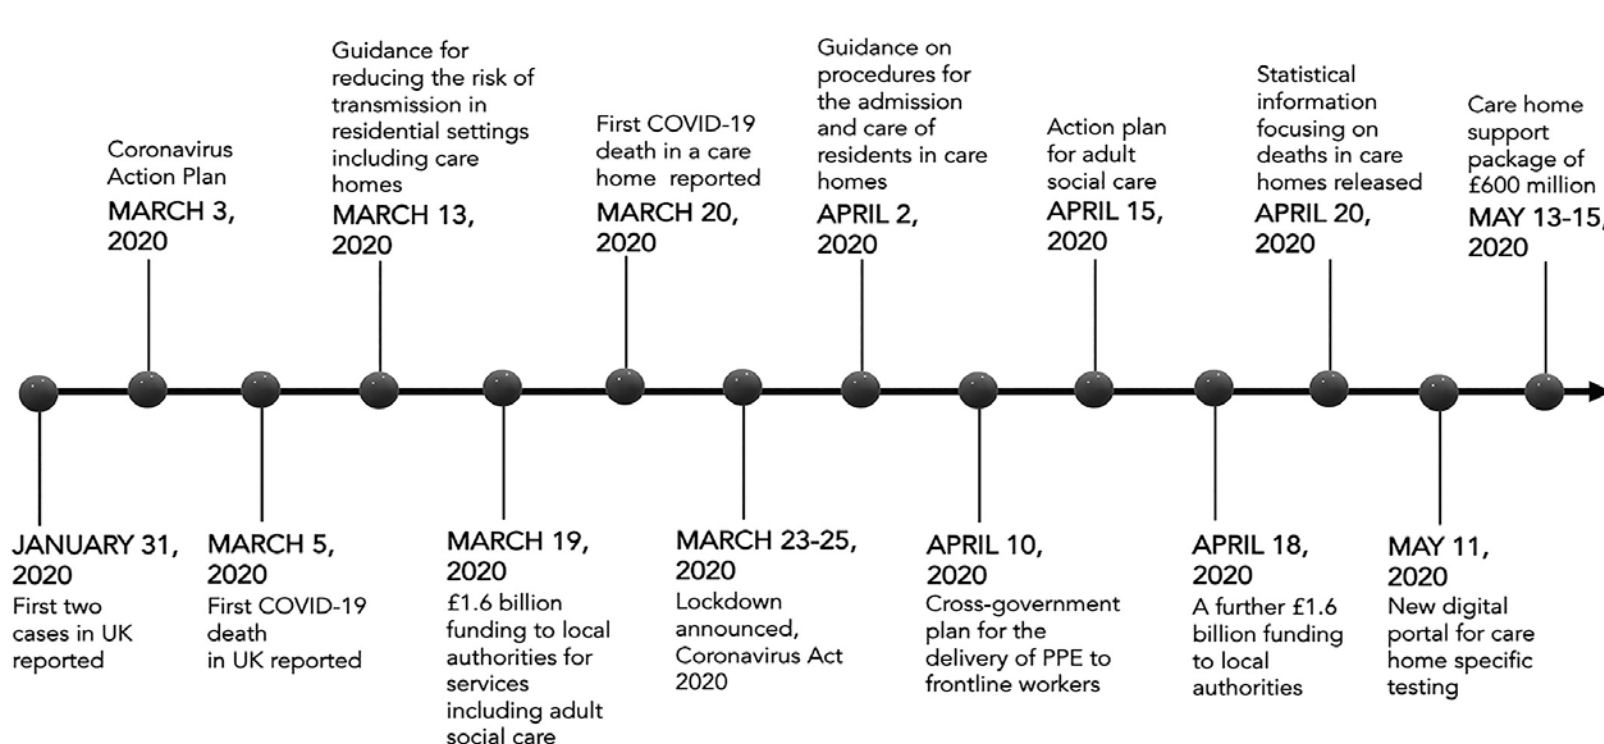 JANUARY 31,
2020
First two
cases in UK
reported
Coronavirus
Action Plan
MARCH 3,
2020
MARCH 5,
2020
First COVID-19
death
in UK reported
Guidance for
reducing the risk of
transmission in
residential settings
including care
homes
MARCH 13,
2020
MARCH 19,
2020
£1.6 billion
funding to local
authorities for
services
including adult
social care
First COVID-19
death in a care
home reported
MARCH 20,
2020
MARCH 23-25,
2020
Lockdown
announced,
Coronavirus Act
2020
Guidance on
procedures for
the admission
and care of
residents in care
homes
APRIL 2,
2020
APRIL 10,
2020
Cross-government
plan for the
delivery of PPE to
frontline workers
Action plan
for adult
social care
APRIL 15,
2020
APRIL 18,
2020
A further £1.6
billion funding
to local
authorities
Statistical
information
focusing on
deaths in care
homes released
APRIL 20,
2020
MAY 11,
2020
New digital
portal for care
home specific
testing
Care home
support
package of
£600 million
MAY 13-15,
2020